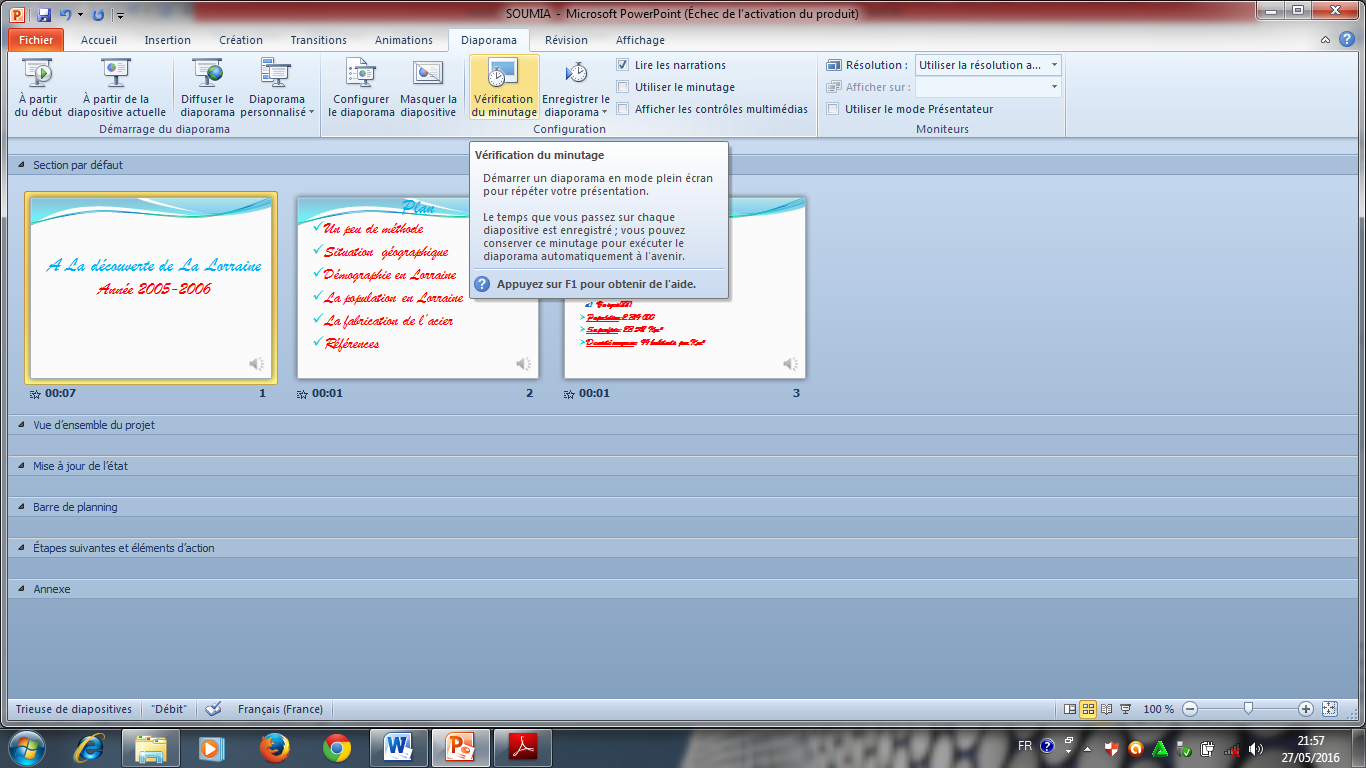 SOUMIA - Microsoft PowerPoint (Échec de l'activation du produit)
Fichier Accueil Insertion Création Transitions Animations Diaporama Révision Affichage
À partir du début
À partir de la diapositive actuelle
Diffuser le diaporama
Diaporama personnalisé
Démarrage du diaporama
Configurer le diaporama
Masquer la diapositive
Vérification du minutage
Enregistrer le diaporama
Lire les narrations
Utiliser le minutage
Afficher les contrôles multimédias
Configuration
Résolution : Utiliser la résolution a...
Afficher sur :
Utiliser le mode Présentateur
Moniteurs
Vérification du minutage
Démarrer un diaporama en mode plein écran
pour répéter votre présentation.
Le temps que vous passez sur chaque
diapositive est enregistré ; vous pouvez
conserver ce minutage pour exécuter le
diaporama automatiquement à l'avenir.
Appuyez sur F1 pour obtenir de l'aide.
Section par défaut
A La découverte de La Lorraine
Année 2005-2006
00:07 1
Plan
Un peu de méthode
Situation géographique
Démographie en Lorraine
La population en Lorraine
La fabrication de l'acier
Références
00:01 2
00:01 3
Vue d'ensemble du projet
Mise à jour de l'état
Barre de planning
Étapes suivantes et éléments d'action
Annexe
Trieuse de diapositives "Débit" Français (France) 100 %
FR 21:57
27/05/2016